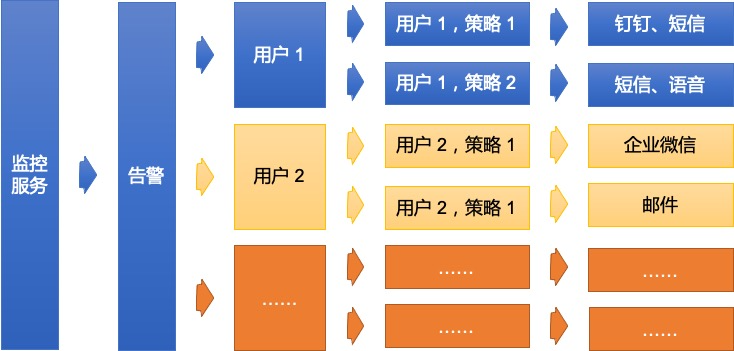 监控
服务
告警
用户 1
用户 1，策略 1
钉钉、短信
用户 1，策略 2
短信、语音
用户 2
用户 2，策略 1
企业微信
用户 2，策略 1
邮件
……
……
……
……
……